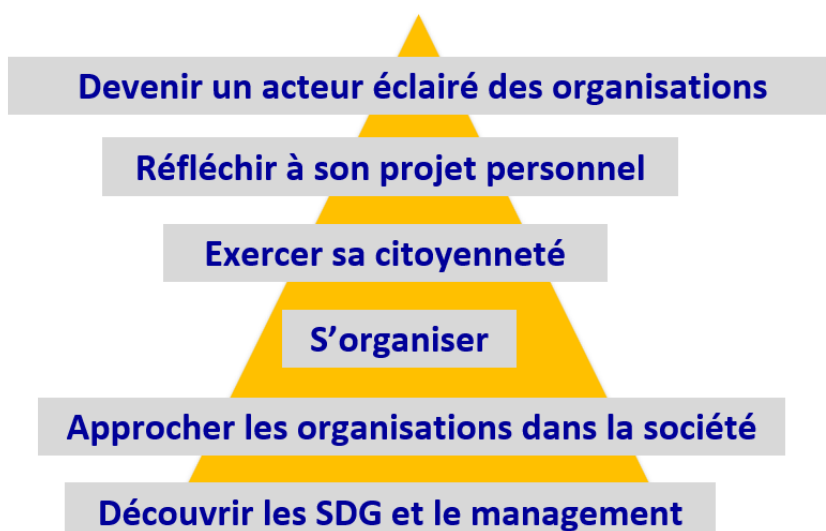 Devenir un acteur éclairé des organisations
Réfléchir à son projet personnel
Exercer sa citoyenneté
S’organiser
Approcher les organisations dans la société
Découvrir les SDG et le management